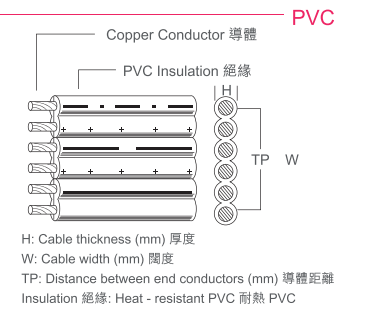 PVC
Copper Conductor 導體
PVC Insulation 絕緣
H
TP W
H: Cable thickness (mm) 厚度
W: Cable width (mm) 闊度
TP: Distance between end conductors (mm) 導體距離
Insulation 絕緣: Heat - resistant PVC 耐熱 PVC